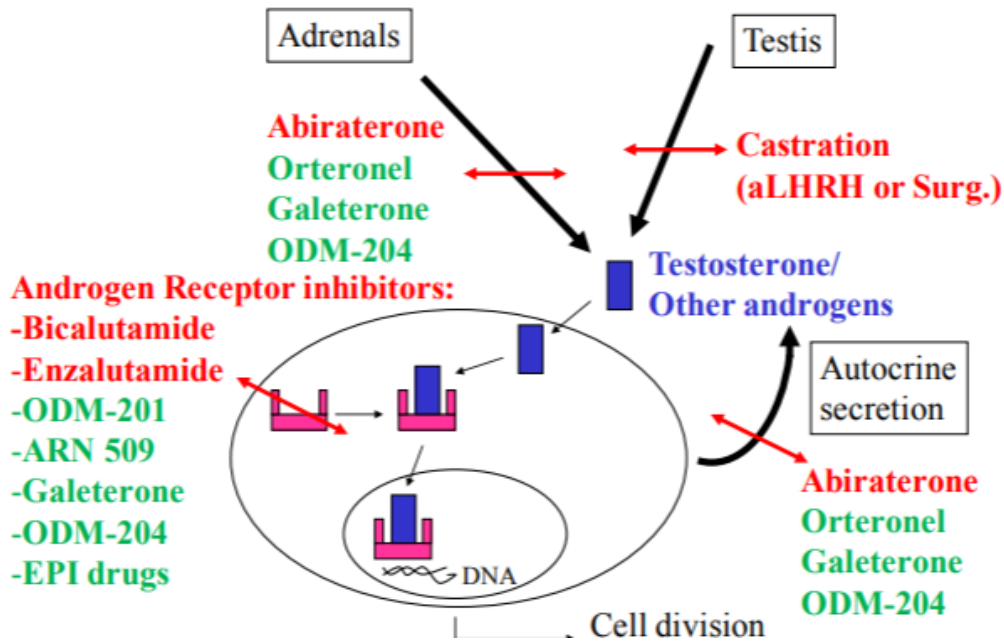 Adrenals
Testis
Abiraterone
Orteronel
Galeterone
ODM-204
Castration
(aLHRH or Surg.)
Testosterone/
Other androgens
Androgen Receptor inhibitors:
-Bicalutamide
-Enzalutamide
-ODM-201
-ARN 509
-Galeterone
-ODM-204
-EPI drugs
Autocrine
secretion
Abiraterone
Orteronel
Galeterone
ODM-204
DNA
Cell division